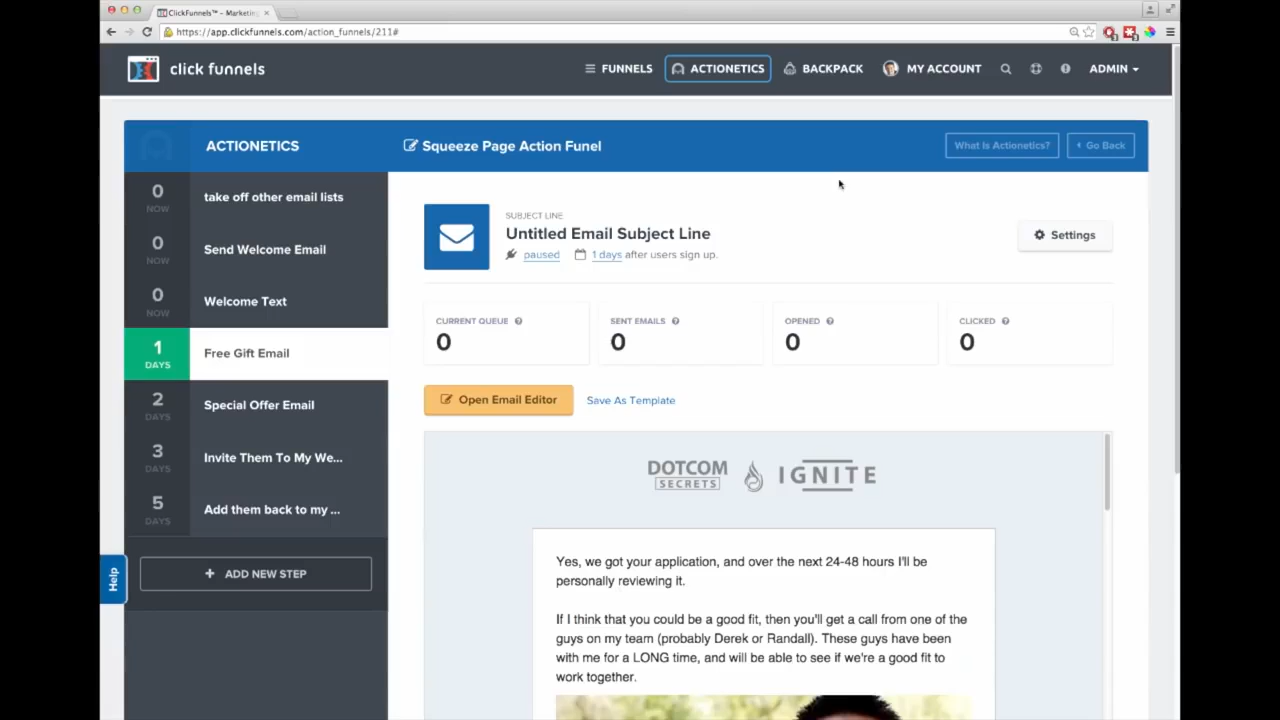 ClickFunnels™ - Marketin
https://app.clickfunnels.com/action_funnels/211#
click funnels
FUNNELS
ACTIONETICS
BACKPACK
MY ACCOUNT
ADMIN
ACTIONETICS
Squeeze Page Action Funel
What Is Actionetics?
Go Back
0
NOW
take off other email lists
0
NOW
Send Welcome Email
0
NOW
Welcome Text
1
DAYS
Free Gift Email
2
DAYS
Special Offer Email
3
DAYS
Invite Them To My We...
5
DAYS
Add them back to my ...
+ ADD NEW STEP
Help
SUBJECT LINE
Untitled Email Subject Line
paused 1 days after users sign up.
Settings
CURRENT QUEUE
0
SENT EMAILS
0
OPENED
0
CLICKED
0
Open Email Editor
Save As Template
DOTCOM
SECRETS
IGNITE
Yes, we got your application, and over the next 24-48 hours I'll be
personally reviewing it.
If I think that you could be a good fit, then you'll get a call from one of the
guys on my team (probably Derek or Randall). These guys have been
with me for a LONG time, and will be able to see if we're a good fit to
work together.